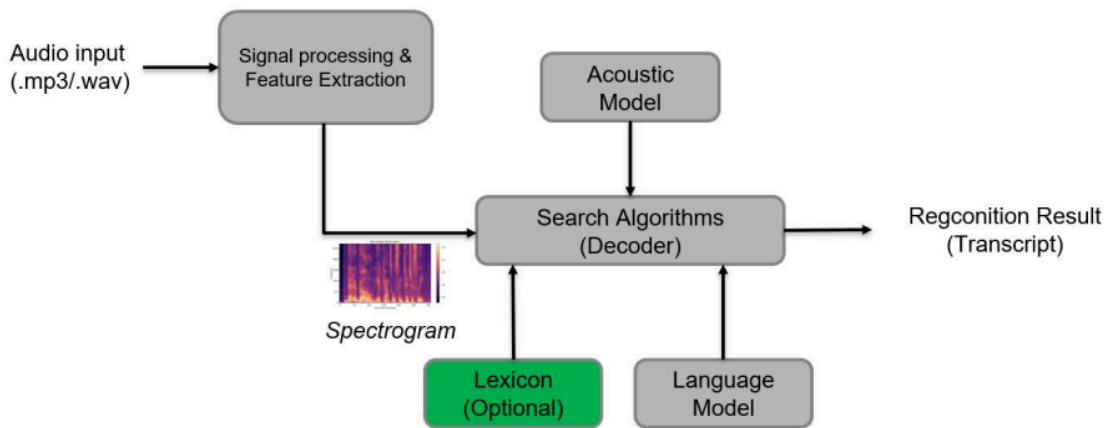 Audio input
(.mp3/.wav)
Signal processing &
Feature Extraction
Acoustic
Model
Search Algorithms
(Decoder)
Regconition Result
(Transcript)
Spectrogram
Lexicon
(Optional)
Language
Model